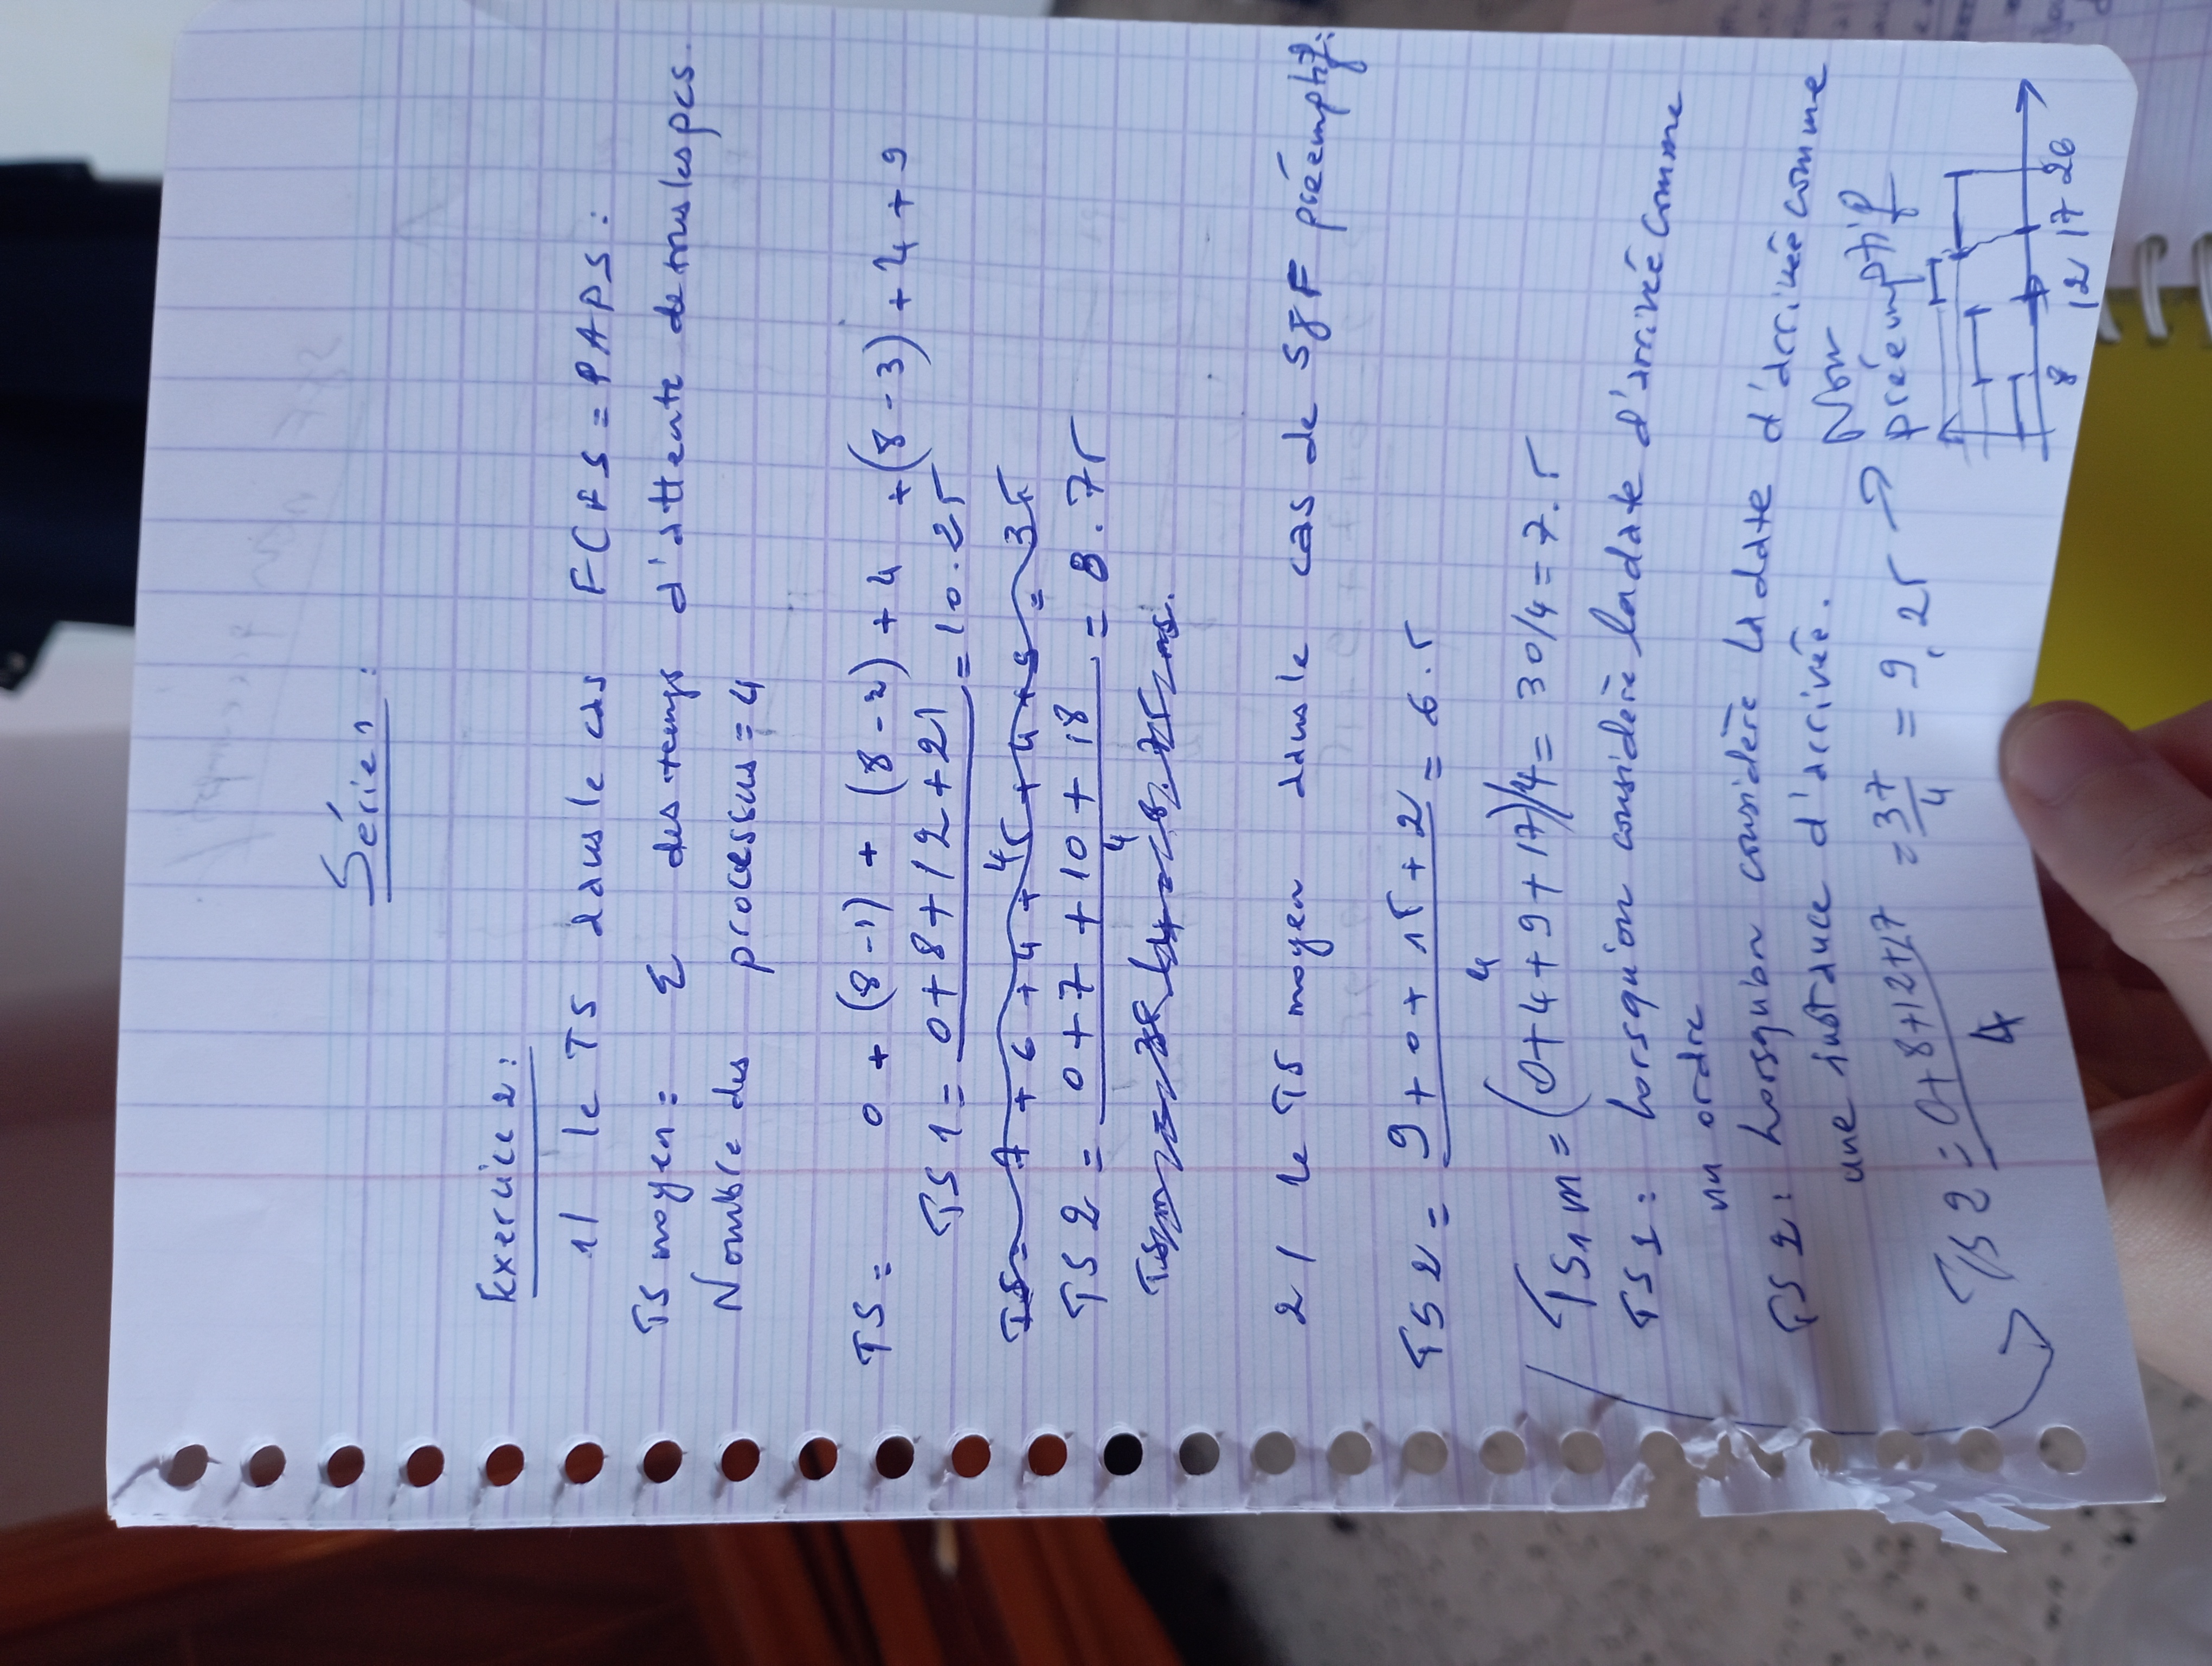 Série 1 :
Exercice 2 :
1/ le TS dans le cas FCFS = PAPS :
TS moyen = Σ des temps d'attente de tous les pcs.
Nombre des processus = 4
TS = 0 + (8-1) + (8-2) + 4 + (8-3) + 4 + 9
TS 1 = 0+8+12+21 = 10.25
4
TS = 7 + 6 + 4 + 5 + 4 + 9 = 35
TS 2 = 0+7+10+18 = 8.75
4
TSm = 35/4 = 8.75 ms.
2/ le TS moyen dans le cas de SJF préemptif :
TS 2 = 9+0+15+2 = 6.5
4
TS1 m = (0+4+9+17)/4 = 30/4 = 7.5
TS 1 : Lorsqu'on considère la date d'arrivée comme
un ordre
TS 2 : Lorsqu'on considère la date d'arrivée comme
une instance d'arrivée.
TS 2 = 0+8+12+17 = 37 = 9,25 → Non
4 4 préemptif
8 12 17 26